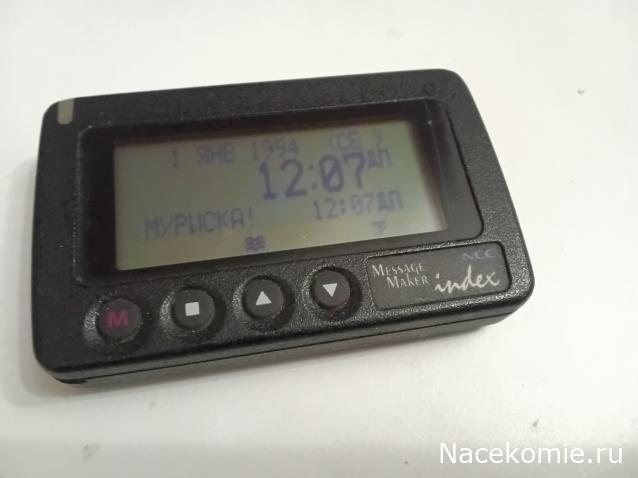 1 ЯНВ 1994 (СБ)
12:07ДП
МУРЫСКА! 12:07ДП
NEC
M
MESSAGE MAKER index
Nacekomie.ru